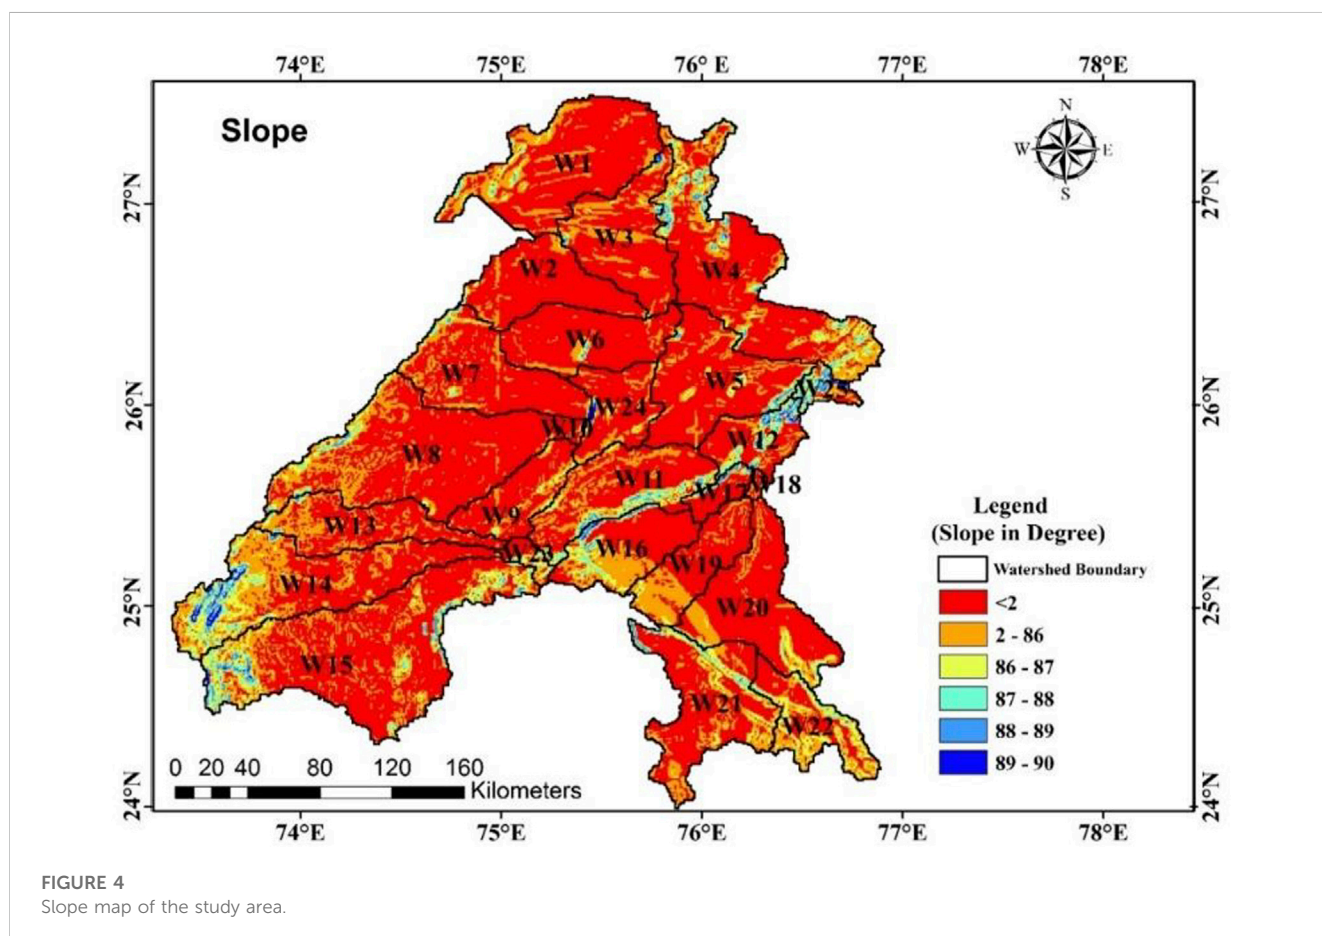 74°E 75°E 76° E 77°E 78°E
Slope
N
W E
S
27°N 27°N
26°N 26°N
25°N 25°N
24°N 24°N
W1
W3
W2
W4
W6
W7
W5
W24
W10
W12
W8
W11
W17
W18
W9
W13
W23
W16
W19
W14
W20
W15
W21
W22
Legend
(Slope in Degree)
Watershed Boundary
<2
2 - 86
86 - 87
87 - 88
88 - 89
89 - 90
0 20 40 80 120 160
Kilometers
74°E 75°E 76°E 77°E 78°E
FIGURE 4
Slope map of the study area.